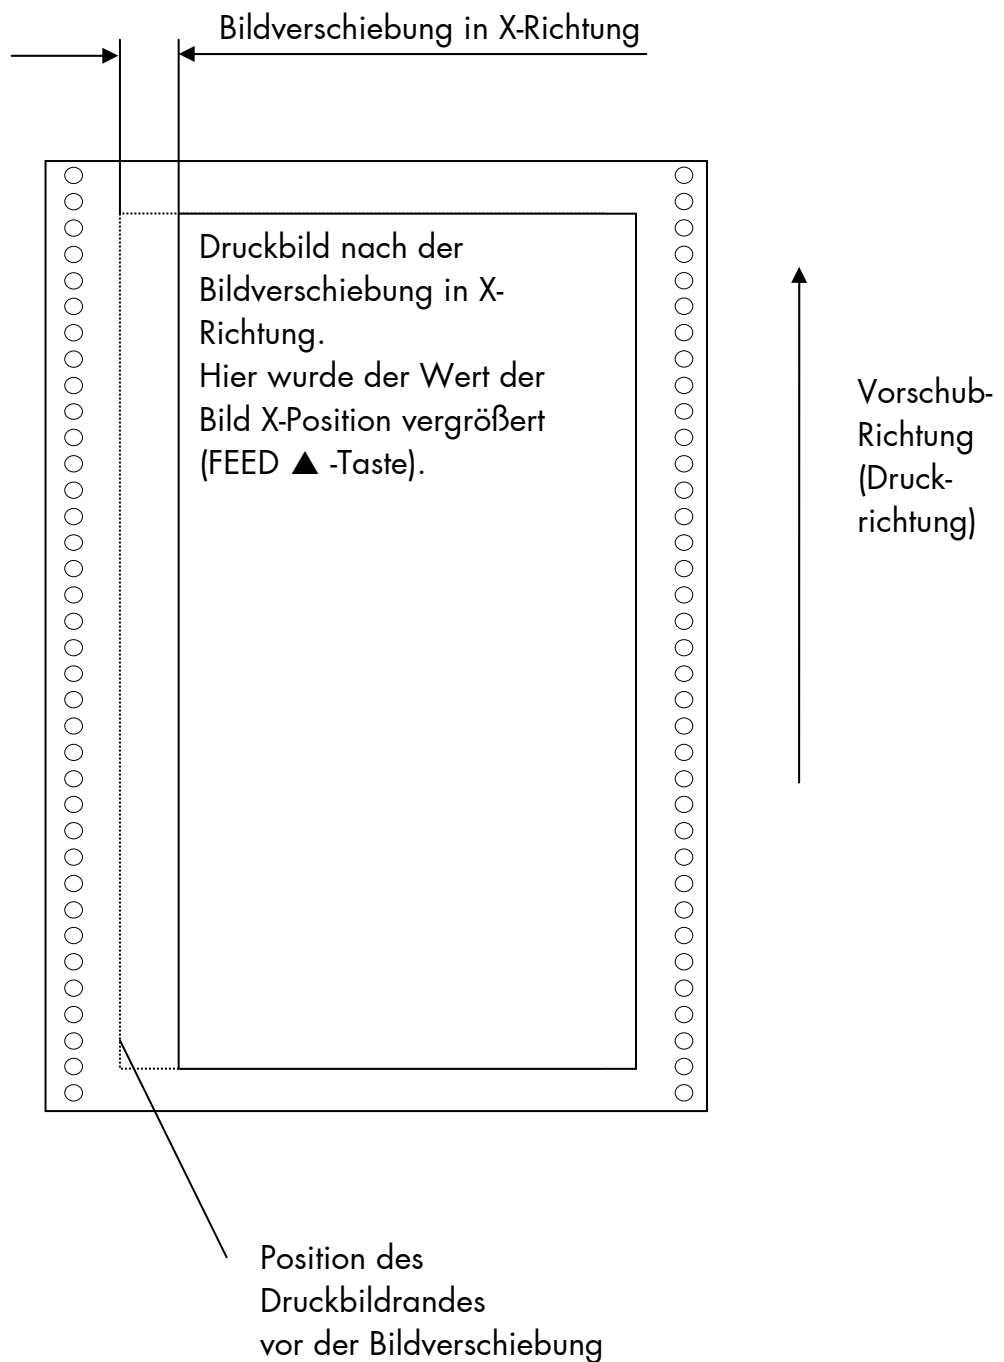 Bildverschiebung in X-Richtung
Druckbild nach der
Bildverschiebung in X-
Richtung.
Hier wurde der Wert der
Bild X-Position vergrößert
(FEED ▲ -Taste).
Vorschub-
Richtung
(Druck-
richtung)
Position des
Druckbildrandes
vor der Bildverschiebung